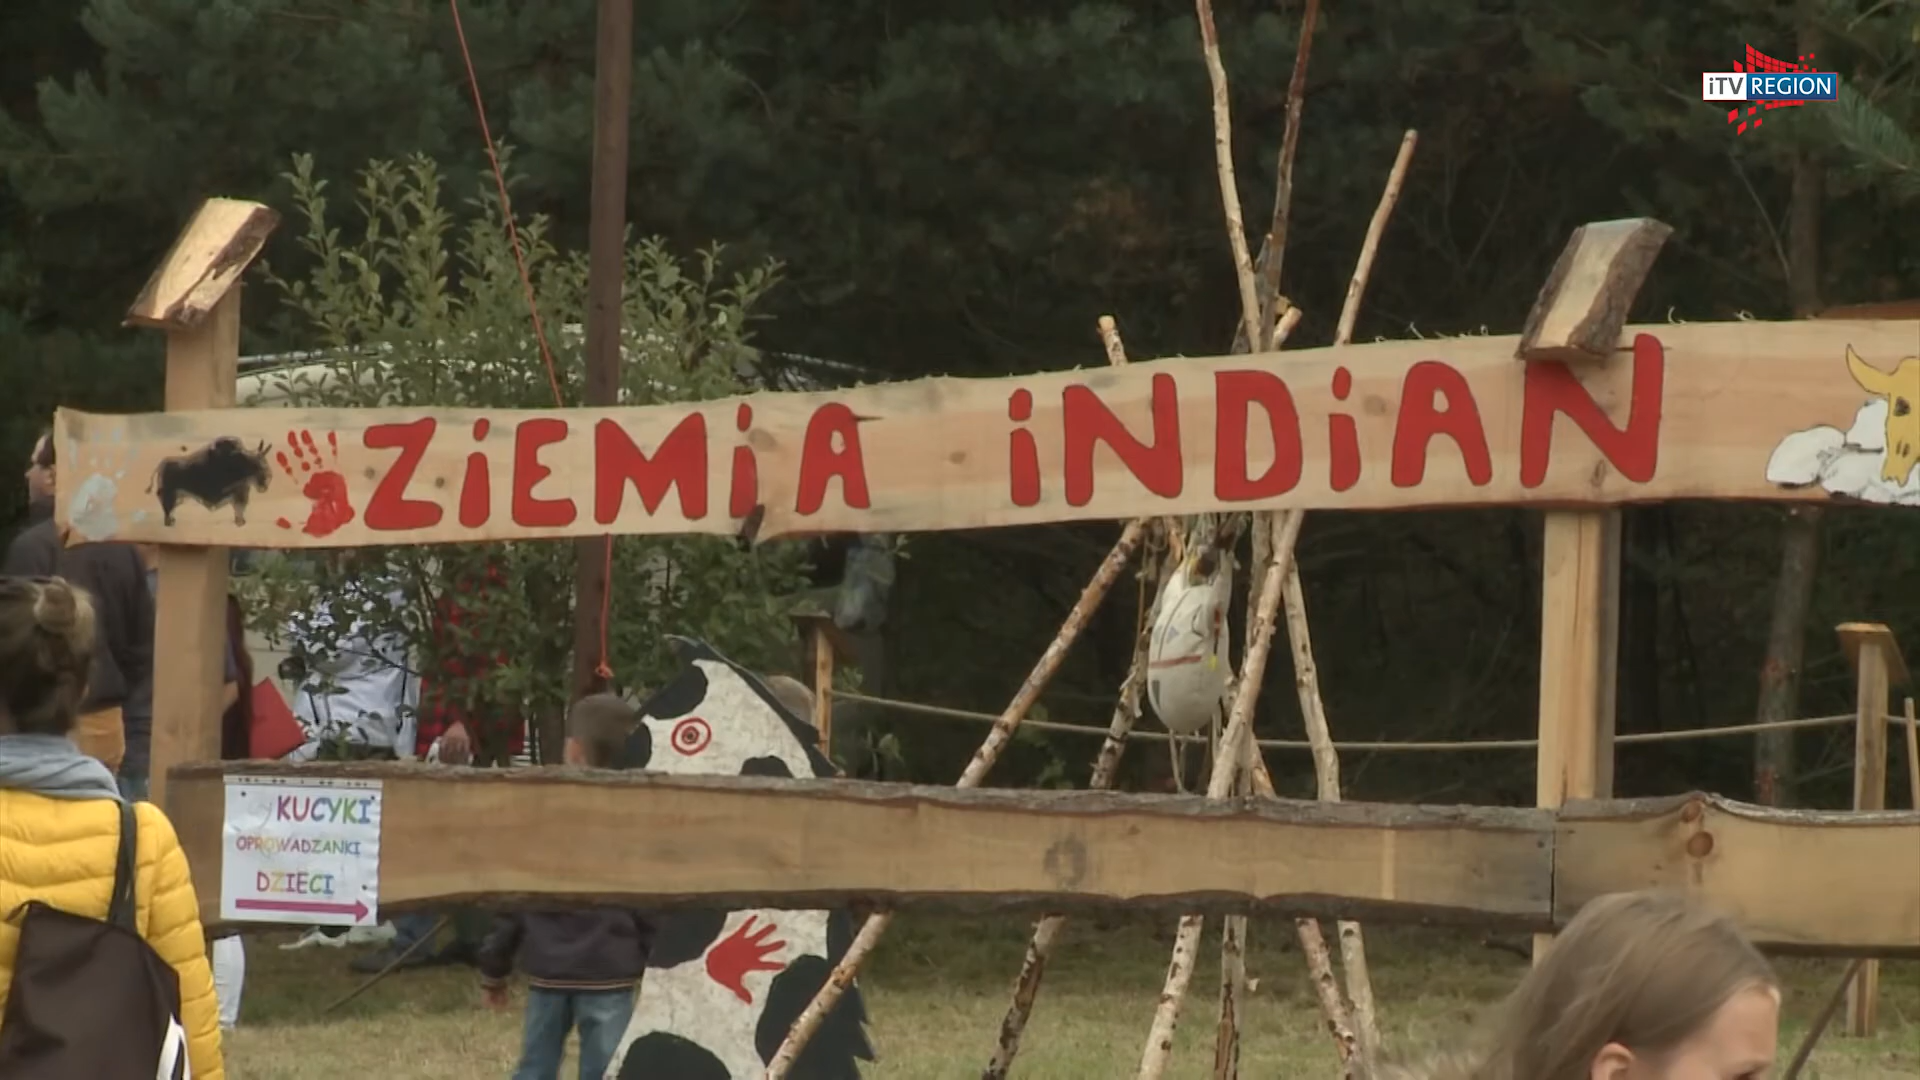 iTV REGION
ZiEMiA iNDiAN
KUCYKI
OPROWADZANKI
DZIECI